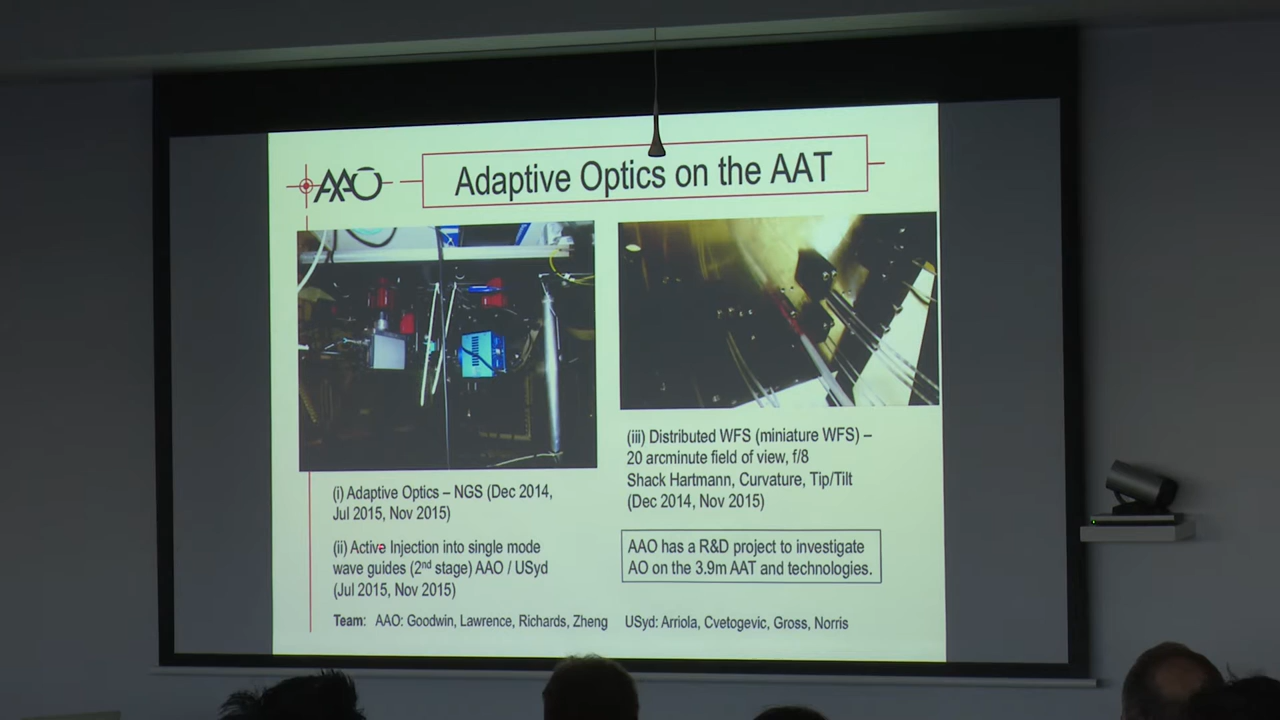 AAO
Adaptive Optics on the AAT
(i) Adaptive Optics – NGS (Dec 2014,
Jul 2015, Nov 2015)
(ii) Active Injection into single mode
wave guides (2nd stage) AAO / USyd
(Jul 2015, Nov 2015)
(iii) Distributed WFS (miniature WFS) –
20 arcminute field of view, f/8
Shack Hartmann, Curvature, Tip/Tilt
(Dec 2014, Nov 2015)
AAO has a R&D project to investigate
AO on the 3.9m AAT and technologies.
Team: AAO: Goodwin, Lawrence, Richards, Zheng USyd: Arriola, Cvetogevic, Gross, Norris